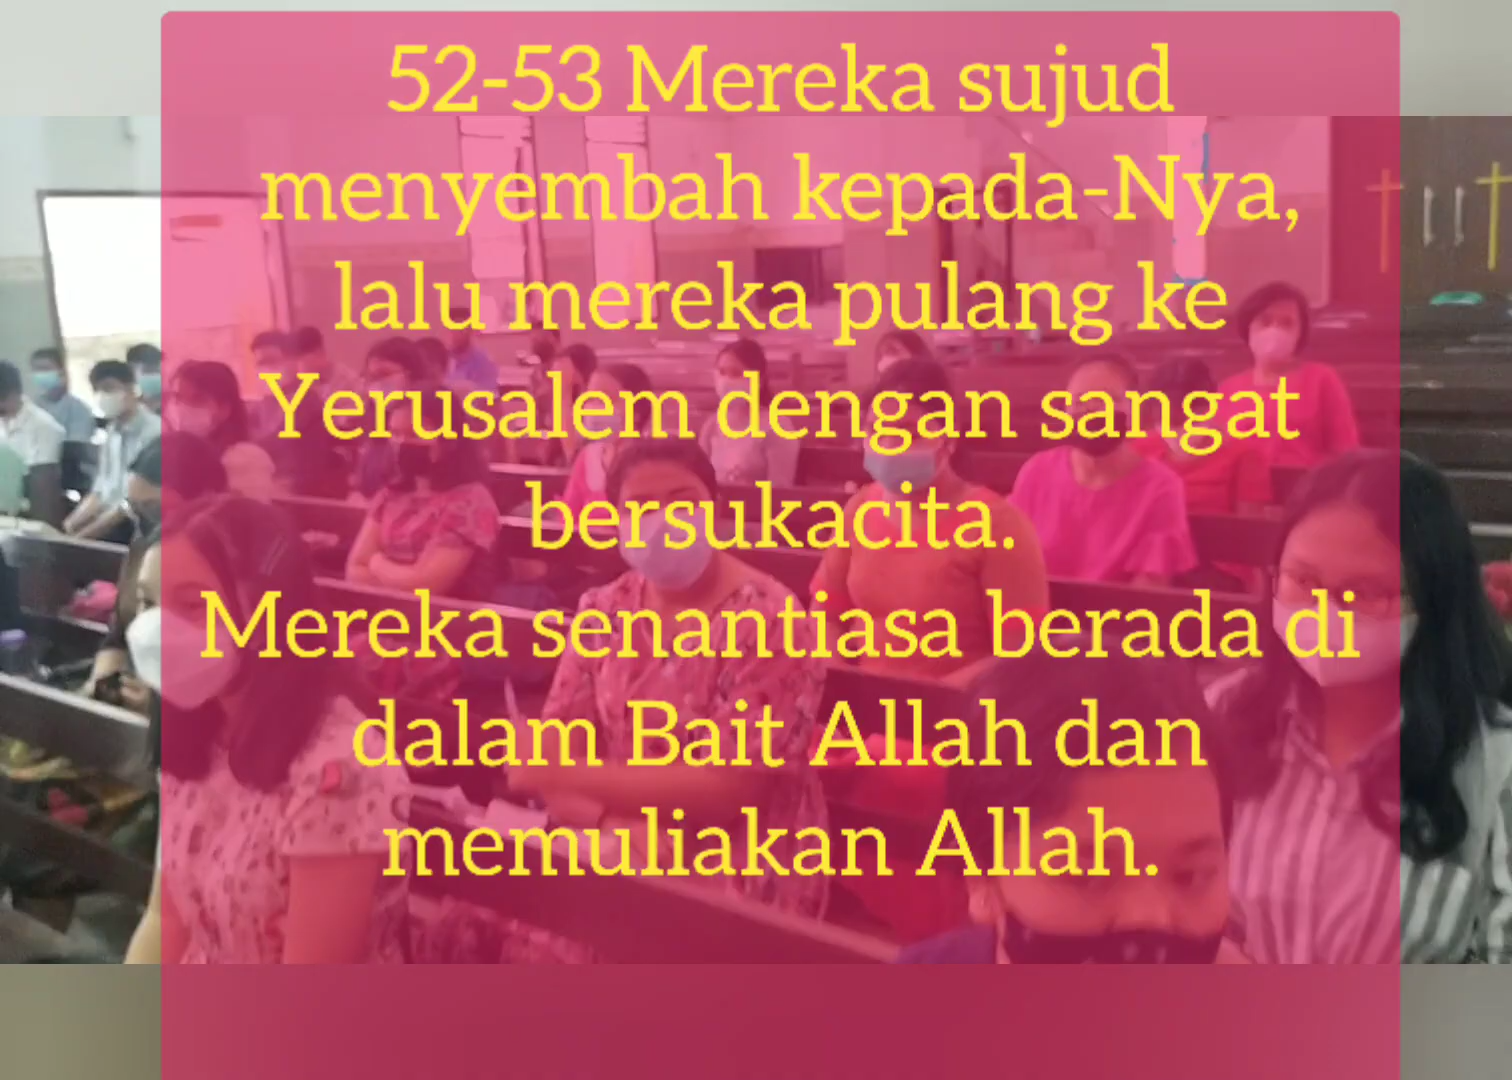 52-53 Mereka sujud
menyembah kepada-Nya,
lalu mereka pulang ke
Yerusalem dengan sangat
bersukacita.
Mereka senantiasa berada di
dalam Bait Allah dan
memuliakan Allah.